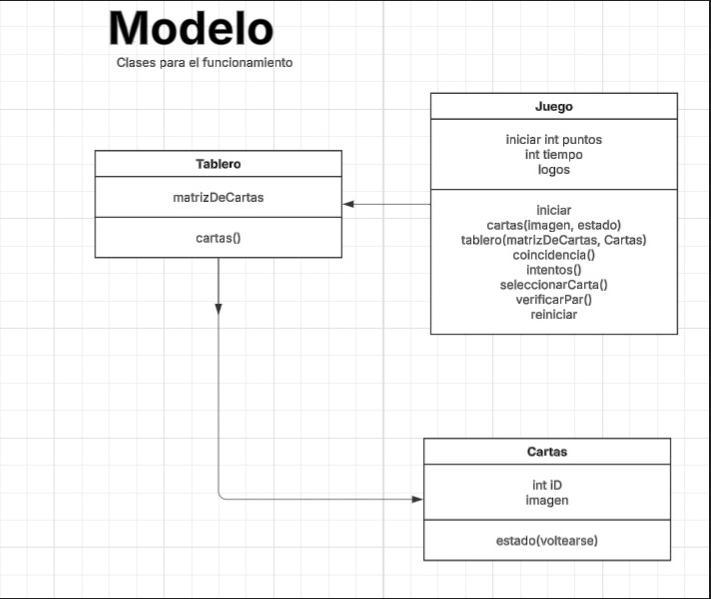 Modelo
Clases para el funcionamiento
Juego
iniciar int puntos
int tiempo
logos
iniciar
cartas(imagen, estado)
tablero(matrizDeCartas, Cartas)
coincidencia()
intentos()
seleccionarCarta()
verificarPar()
reiniciar
Tablero
matrizDeCartas
cartas()
Cartas
int iD
imagen
estado(voltearse)